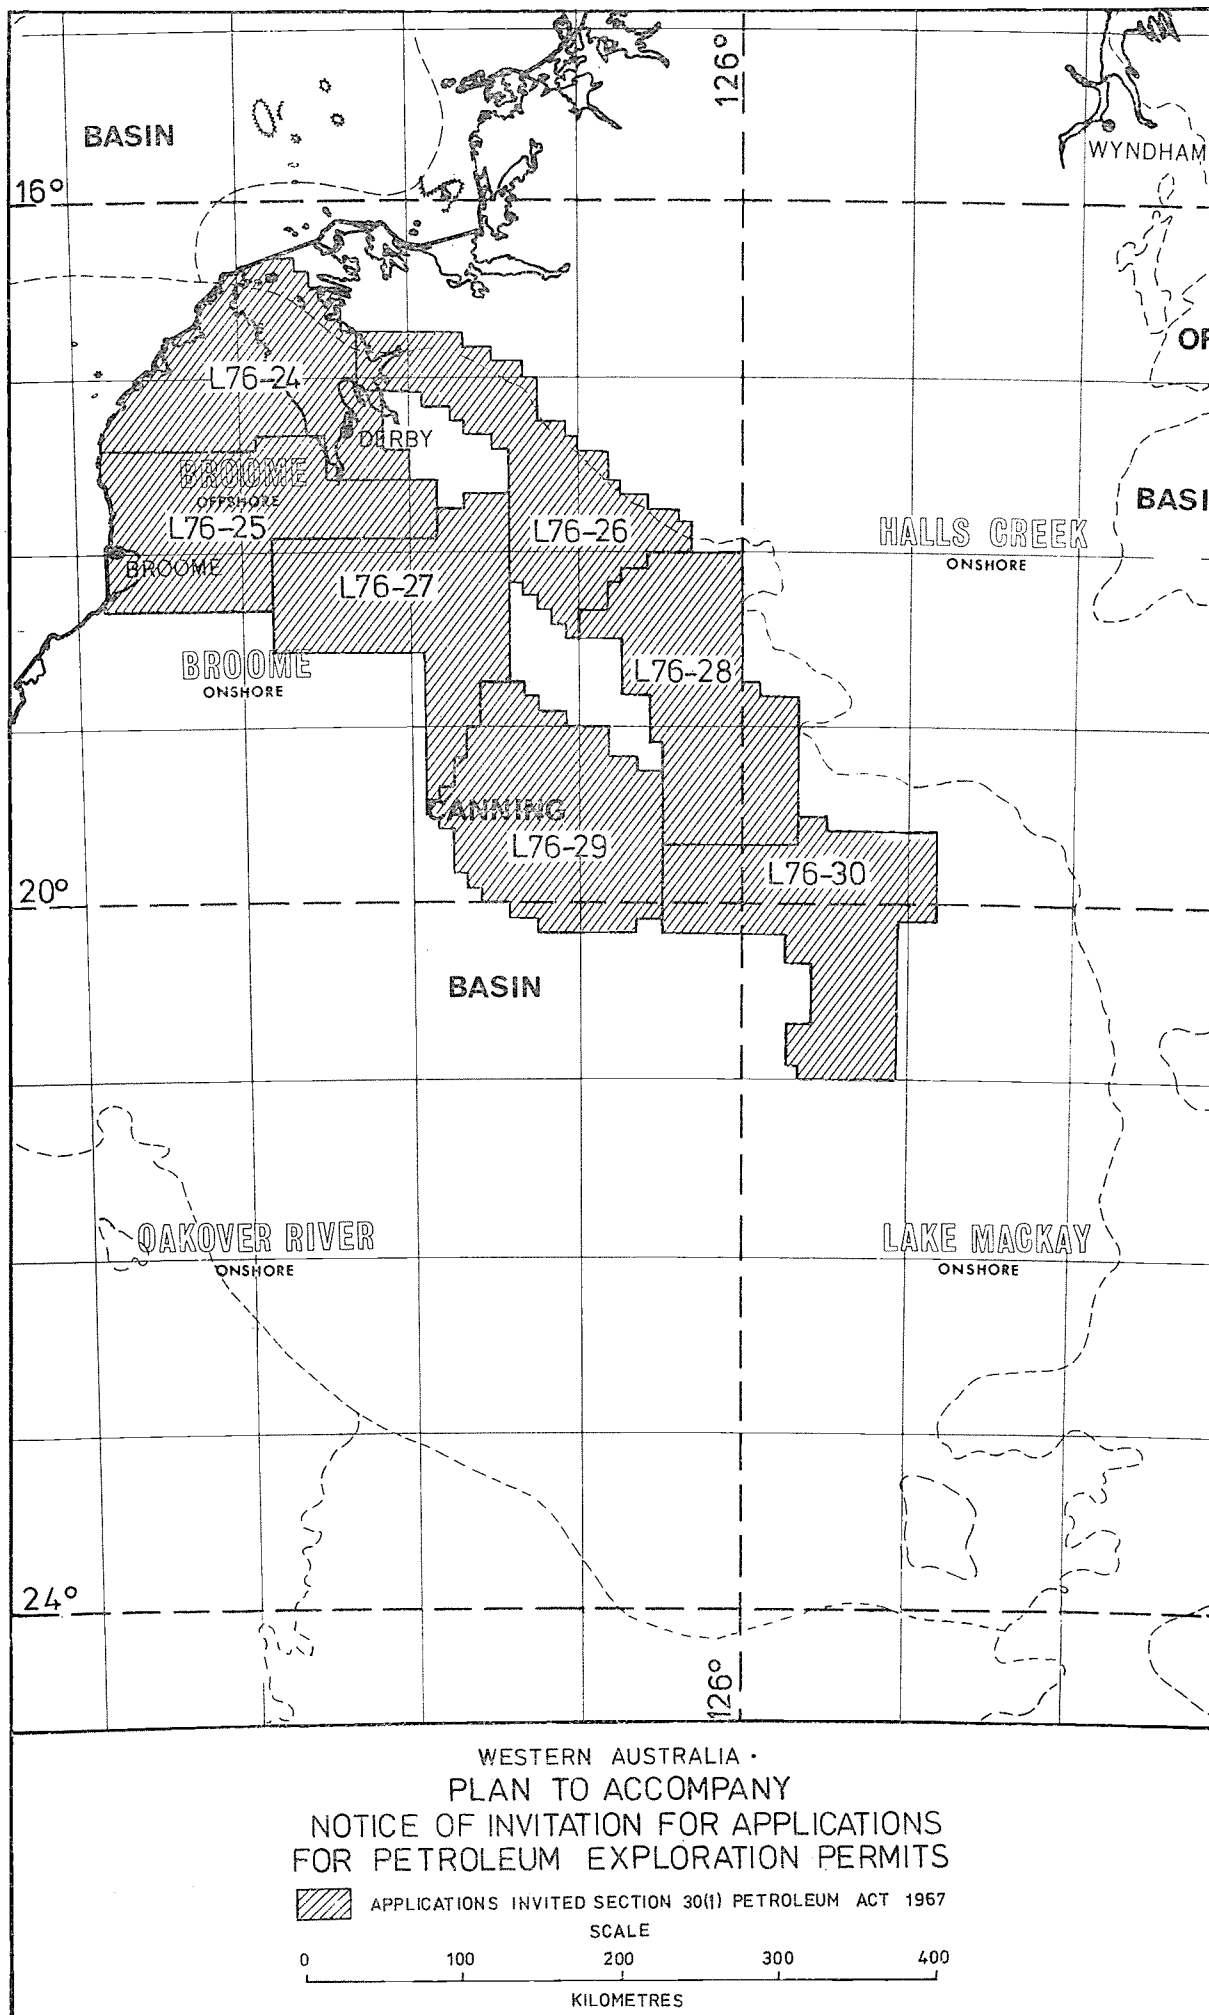 126°
BASIN
WYNDHAM
16°
L76-24
DERBY
BROOME
OFFSHORE
L76-25
BROOME
L76-26
L76-27
HALLS CREEK
ONSHORE
BASI
OF
BROOME
ONSHORE
L76-28
CANNING
L76-29
L76-30
20°
BASIN
OAKOVER RIVER
ONSHORE
LAKE MACKAY
ONSHORE
24°
126°
WESTERN AUSTRALIA
PLAN TO ACCOMPANY
NOTICE OF INVITATION FOR APPLICATIONS
FOR PETROLEUM EXPLORATION PERMITS
APPLICATIONS INVITED SECTION 30(1) PETROLEUM ACT 1967
SCALE
0 100 200 300 400
KILOMETRES